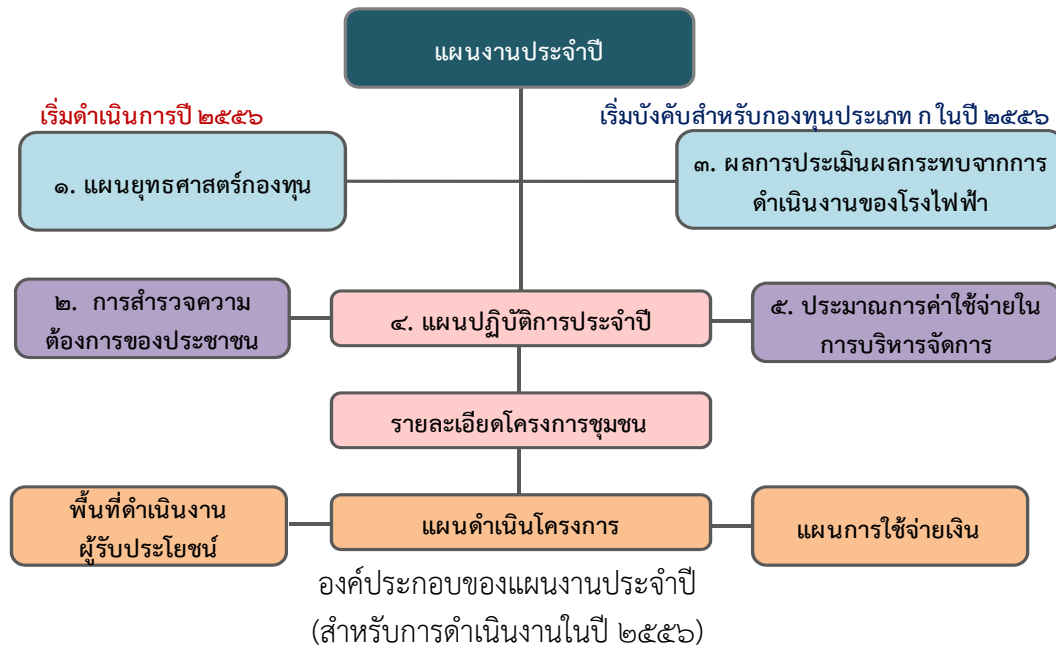 แผนงานประจำปี
เริ่มดำเนินการปี ๒๕๕๖
เริ่มบังคับสำหรับกองทุนประเภท ก ในปี ๒๕๕๖
๑. แผนยุทธศาสตร์กองทุน
๓. ผลการประเมินผลกระทบจากการ
ดำเนินงานของโรงไฟฟ้า
๒. การสำรวจความ
ต้องการของประชาชน
๔. แผนปฏิบัติการประจำปี
๕. ประมาณการค่าใช้จ่ายใน
การบริหารจัดการ
รายละเอียดโครงการชุมชน
พื้นที่ดำเนินงาน
ผู้รับประโยชน์
แผนดำเนินโครงการ
แผนการใช้จ่ายเงิน
องค์ประกอบของแผนงานประจำปี
(สำหรับการดำเนินงานในปี ๒๕๕๖)